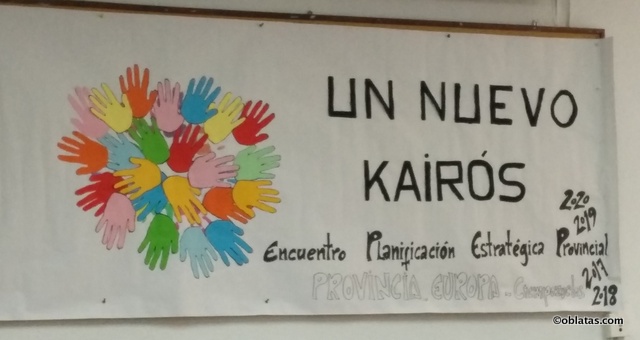 UN NUEVO
KAIRÓS
2020
2019
Encuentro Planificación Estratégica Provincial
2017
PROVINCIA EUROPA
2018
©oblatas.com